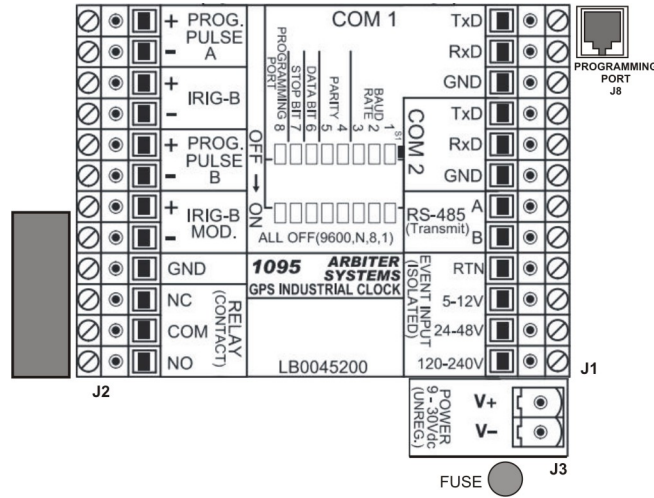 + PROG.
PULSE
- A
+
IRIG-B
-
+ PROG.
PULSE
- B
+ IRIG-B
- MOD.
GND
NC
COM
NO
RELAY
(CONTACT)
J2
COM 1
PROGRAMMING
PORT
STOP BIT
DATA BIT
PARITY
BAUD
RATE
8 7 6 5 4 3 2 1
S1
OFF → ON
ALL OFF(9600,N,8,1)
1095 ARBITER
SYSTEMS
GPS INDUSTRIAL CLOCK
LB0045200
TxD
RxD
GND
COM 2
TxD
RxD
GND
RS-485 A
(Transmit) B
EVENT INPUT
(ISOLATED)
RTN
5-12V
24-48V
120-240V
J1
PROGRAMMING
PORT
J8
POWER
9 - 30Vdc
(UNREG.)
V+
V-
J3
FUSE